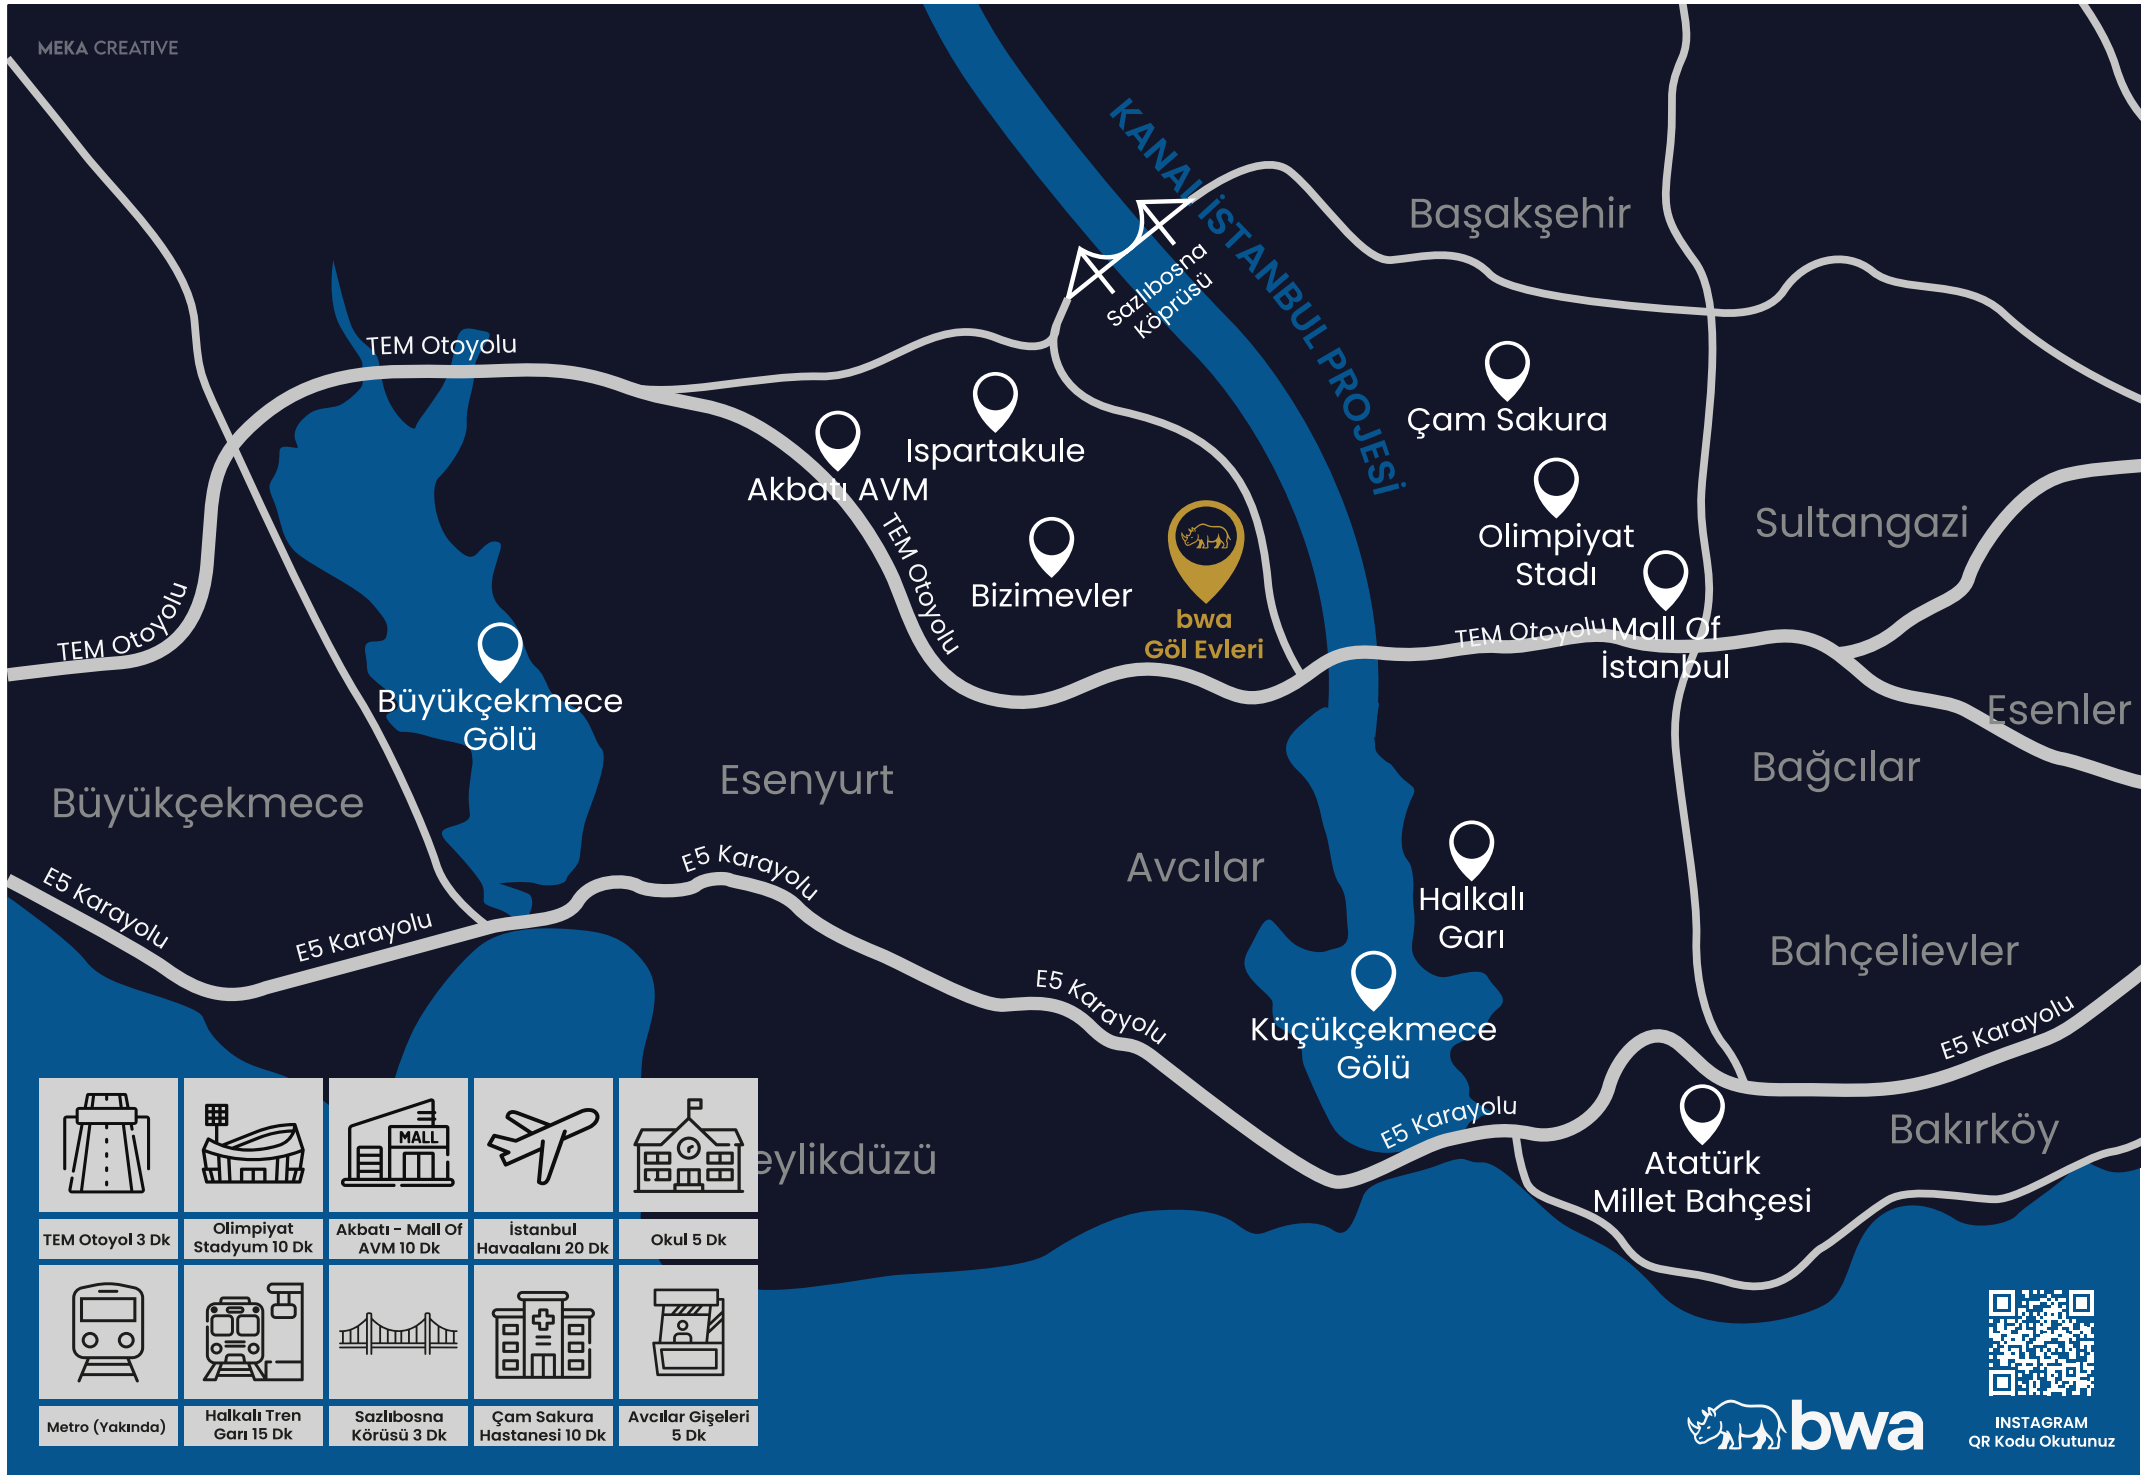 MEKA CREATIVE
KANAL İSTANBUL PROJESİ
Başakşehir
Sazlıbosna
Köprüsü
TEM Otoyolu
Çam Sakura
Ispartakule
Akbatı AVM
Olimpiyat
Stadı
Sultangazi
TEM Otoyolu
Bizimevler
bwa
Göl Evleri
TEM Otoyolu
TEM Otoyolu
Mall Of
İstanbul
Büyükçekmece
Gölü
Esenler
Bağcılar
Esenyurt
Büyükçekmece
Avcılar
E5 Karayolu
E5 Karayolu
E5 Karayolu
Halkalı
Garı
Bahçelievler
E5 Karayolu
Küçükçekmece
Gölü
E5 Karayolu
E5 Karayolu
Bakırköy
eylikdüzü
Atatürk
Millet Bahçesi
MALL
TEM Otoyol 3 Dk
Olimpiyat
Stadyum 10 Dk
Akbatı - Mall Of
AVM 10 Dk
İstanbul
Havaalanı 20 Dk
Okul 5 Dk
Metro (Yakında)
Halkalı Tren
Garı 15 Dk
Sazlıbosna
Körüsü 3 Dk
Çam Sakura
Hastanesi 10 Dk
Avcılar Gişeleri
5 Dk
bwa
INSTAGRAM
QR Kodu Okutunuz